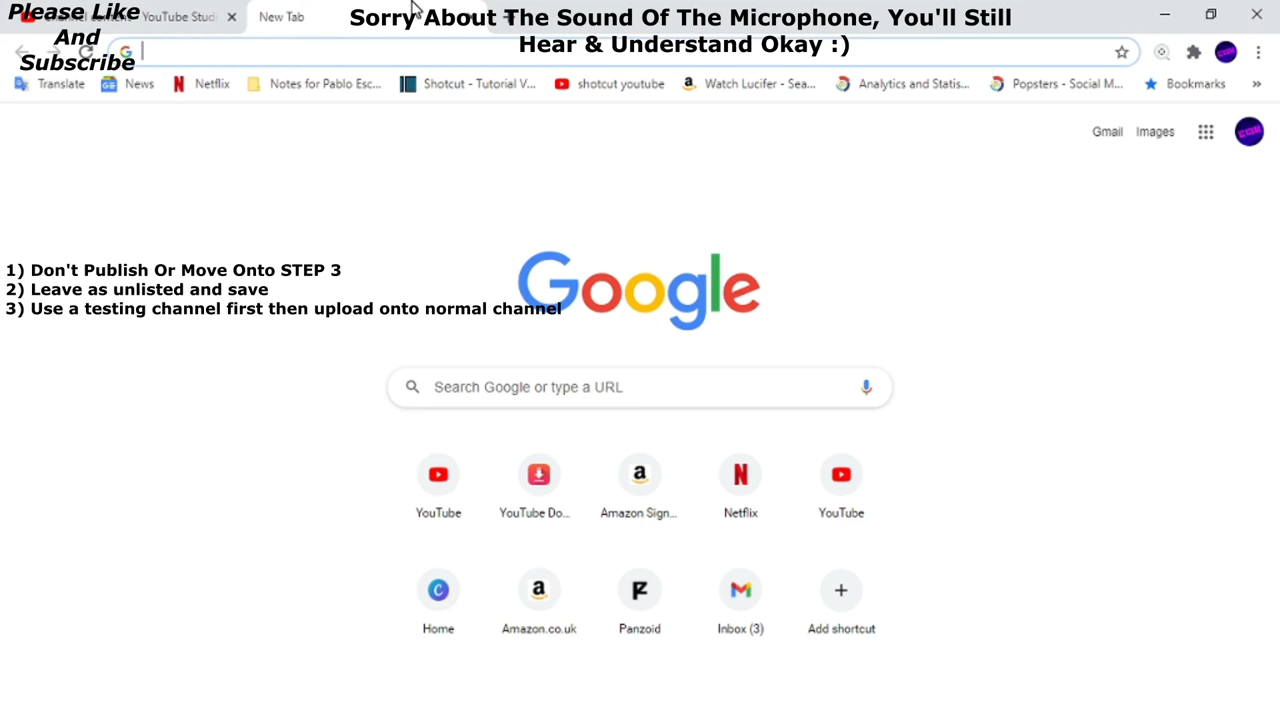 Please Like
And
Subscribe
Sorry About The Sound Of The Microphone, You'll Still
Hear & Understand Okay :)
YouTube Stud
New Tab
Translate
News
Netflix
Notes for Pablo Esc...
Shotcut - Tutorial V...
shotcut youtube
Watch Lucifer - Sea...
Analytics and Statis...
Popsters - Social M...
Bookmarks
»
Gmail
Images
1) Don't Publish Or Move Onto STEP 3
2) Leave as unlisted and save
3) Use a testing channel first then upload onto normal channel
Google
Search Google or type a URL
YouTube
YouTube Do...
Amazon Sign...
Netflix
YouTube
Home
Amazon.co.uk
Panzoid
Inbox (3)
Add shortcut